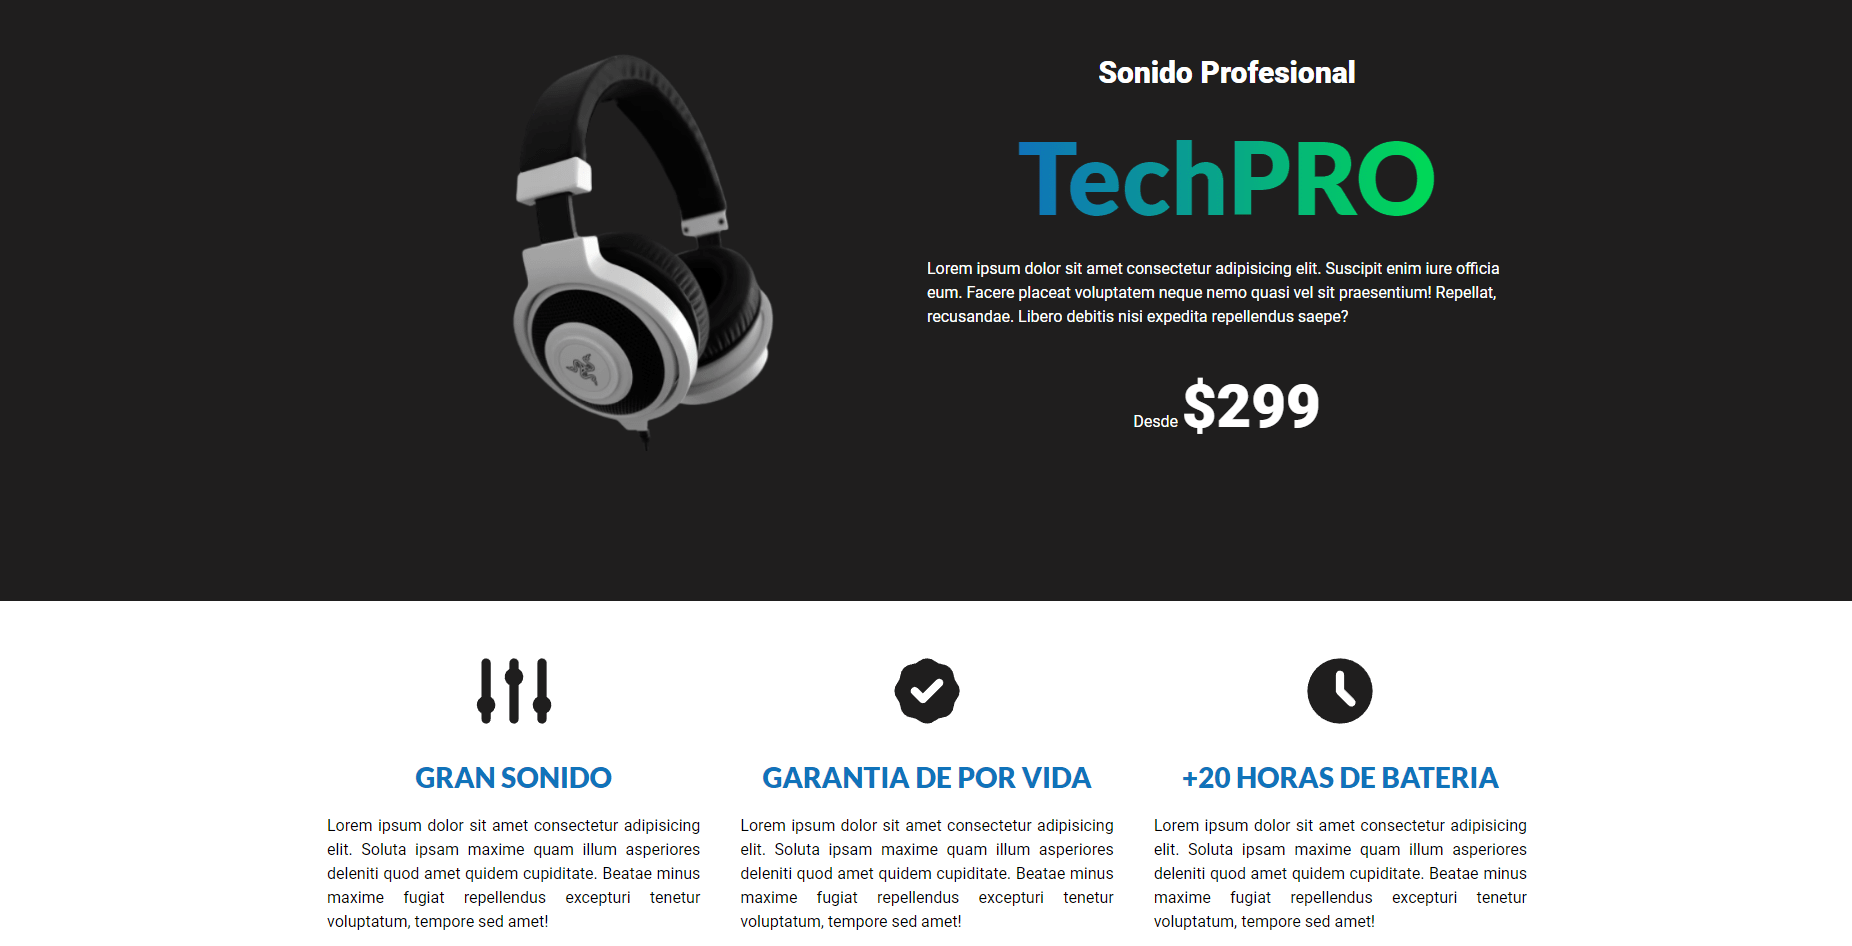 Sonido Profesional
TechPRO
Lorem ipsum dolor sit amet consectetur adipisicing elit. Suscipit enim iure officia
eum. Facere placeat voluptatem neque nemo quasi vel sit praesentium! Repellat,
recusandae. Libero debitis nisi expedita repellendus saepe?
Desde $299
GRAN SONIDO
Lorem ipsum dolor sit amet consectetur adipisicing
elit. Soluta ipsam maxime quam illum asperiores
deleniti quod amet quidem cupiditate. Beatae minus
maxime fugiat repellendus excepturi tenetur
voluptatum, tempore sed amet!
GARANTIA DE POR VIDA
Lorem ipsum dolor sit amet consectetur adipisicing
elit. Soluta ipsam maxime quam illum asperiores
deleniti quod amet quidem cupiditate. Beatae minus
maxime fugiat repellendus excepturi tenetur
voluptatum, tempore sed amet!
+20 HORAS DE BATERIA
Lorem ipsum dolor sit amet consectetur adipisicing
elit. Soluta ipsam maxime quam illum asperiores
deleniti quod amet quidem cupiditate. Beatae minus
maxime fugiat repellendus excepturi tenetur
voluptatum, tempore sed amet!